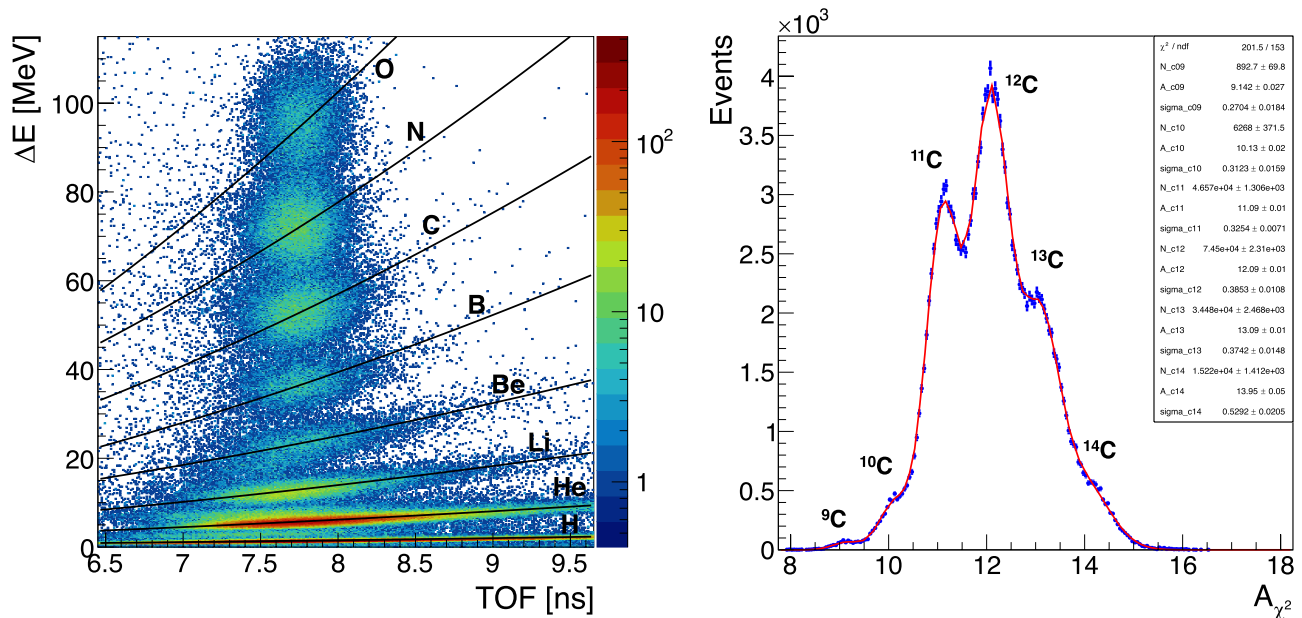 ΔE [MeV]
100
80
60
40
20
0
O
N
C
B
Be
Li
He
H
6.5 7 7.5 8 8.5 9 9.5
TOF [ns]
10²
10
1
×10³
Events
4
3.5
3
2.5
2
1.5
1
0.5
0
⁹C
¹⁰C
¹¹C
¹²C
¹³C
¹⁴C
8 10 12 14 16 18
A_χ²
χ² / ndf 201.5 / 153
N_c09 892.7 ± 69.8
A_c09 9.142 ± 0.027
sigma_c09 0.2704 ± 0.0184
N_c10 6268 ± 371.5
A_c10 10.13 ± 0.02
sigma_c10 0.3123 ± 0.0159
N_c11 4.657e+04 ± 1.306e+03
A_c11 11.09 ± 0.01
sigma_c11 0.3254 ± 0.0071
N_c12 7.45e+04 ± 2.31e+03
A_c12 12.09 ± 0.01
sigma_c12 0.3853 ± 0.0108
N_c13 3.448e+04 ± 2.468e+03
A_c13 13.09 ± 0.01
sigma_c13 0.3742 ± 0.0148
N_c14 1.522e+04 ± 1.412e+03
A_c14 13.95 ± 0.05
sigma_c14 0.5292 ± 0.0205